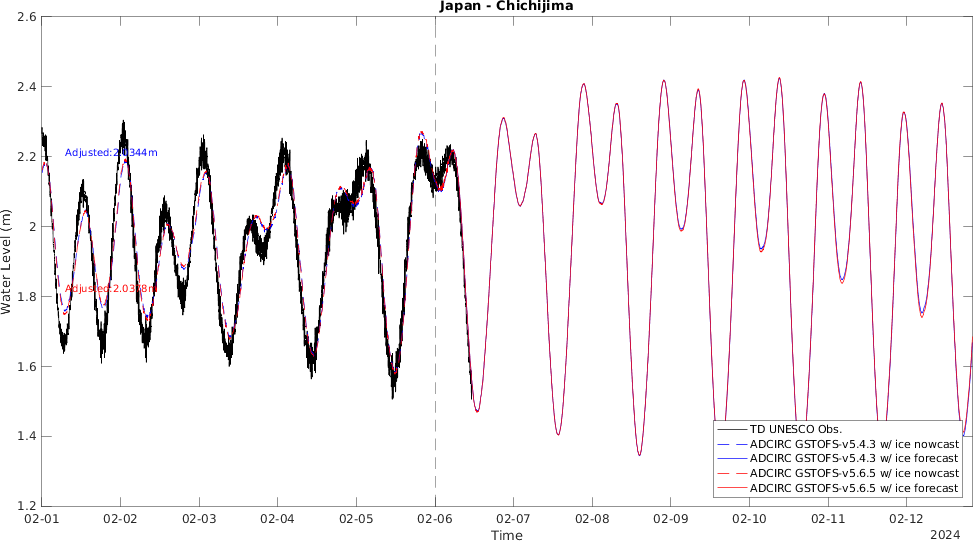 Japan - Chichijima
2.6
2.4
2.2
2
1.8
1.6
1.4
1.2
Water Level (m)
Adjusted:2.0344m
Adjusted:2.0378m
TD UNESCO Obs.
ADCIRC GSTOFS-v5.4.3 w/ ice nowcast
ADCIRC GSTOFS-v5.4.3 w/ ice forecast
ADCIRC GSTOFS-v5.6.5 w/ ice nowcast
ADCIRC GSTOFS-v5.6.5 w/ ice forecast
02-01 02-02 02-03 02-04 02-05 02-06 02-07 02-08 02-09 02-10 02-11 02-12
Time
2024